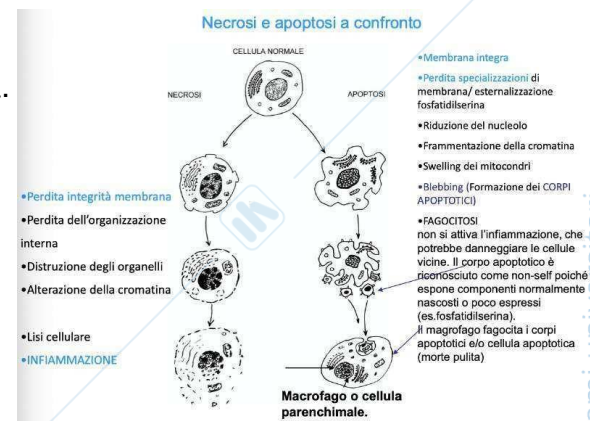 Necrosi e apoptosi a confronto
CELLULA NORMALE
NECROSI
APOPTOSI
•Perdita integrità membrana
•Perdita dell'organizzazione
interna
•Distruzione degli organelli
•Alterazione della cromatina
•Lisi cellulare
•INFIAMMAZIONE
•Membrana integra
•Perdita specializzazioni di
membrana/ esternalizzazione
fosfatidilserina
•Riduzione del nucleolo
•Frammentazione della cromatina
•Swelling dei mitocondri
•Blebbing (Formazione dei CORPI
APOPTOTICI)
•FAGOCITOSI
non si attiva l'infiammazione, che
potrebbe danneggiare le cellule
vicine. Il corpo apoptotico è
riconosciuto come non-self poiché
espone componenti normalmente
nascosti o poco espressi
(es.fosfatidilserina).
Il magrofago fagocita i corpi
apoptotici e/o cellula apoptotica
(morte pulita)
Macrofago o cellula
parenchimale.